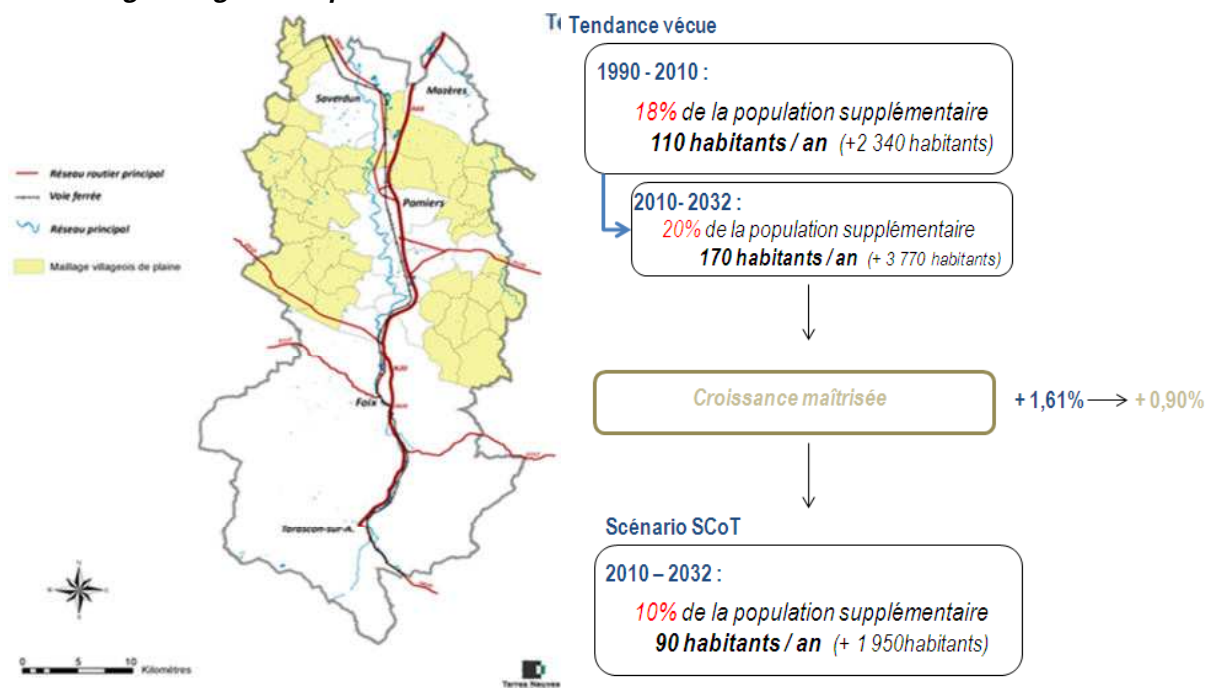 Tendance vécue
1990 - 2010 :
18% de la population supplémentaire
110 habitants / an (+2 340 habitants)
2010- 2032 :
20% de la population supplémentaire
170 habitants / an (+ 3 770 habitants)
Croissance maîtrisée
+ 1,61%
+ 0,90%
Scénario SCoT
2010 – 2032 :
10% de la population supplémentaire
90 habitants / an (+ 1 950habitants)
Saverdun
Mazères
Pamiers
Foix
Tarascon-sur-A.
Réseau routier principal
Voie ferrée
Réseau principal
Maillage villageois de plaine
0 5 10
Kilomètres
Terres Neuves